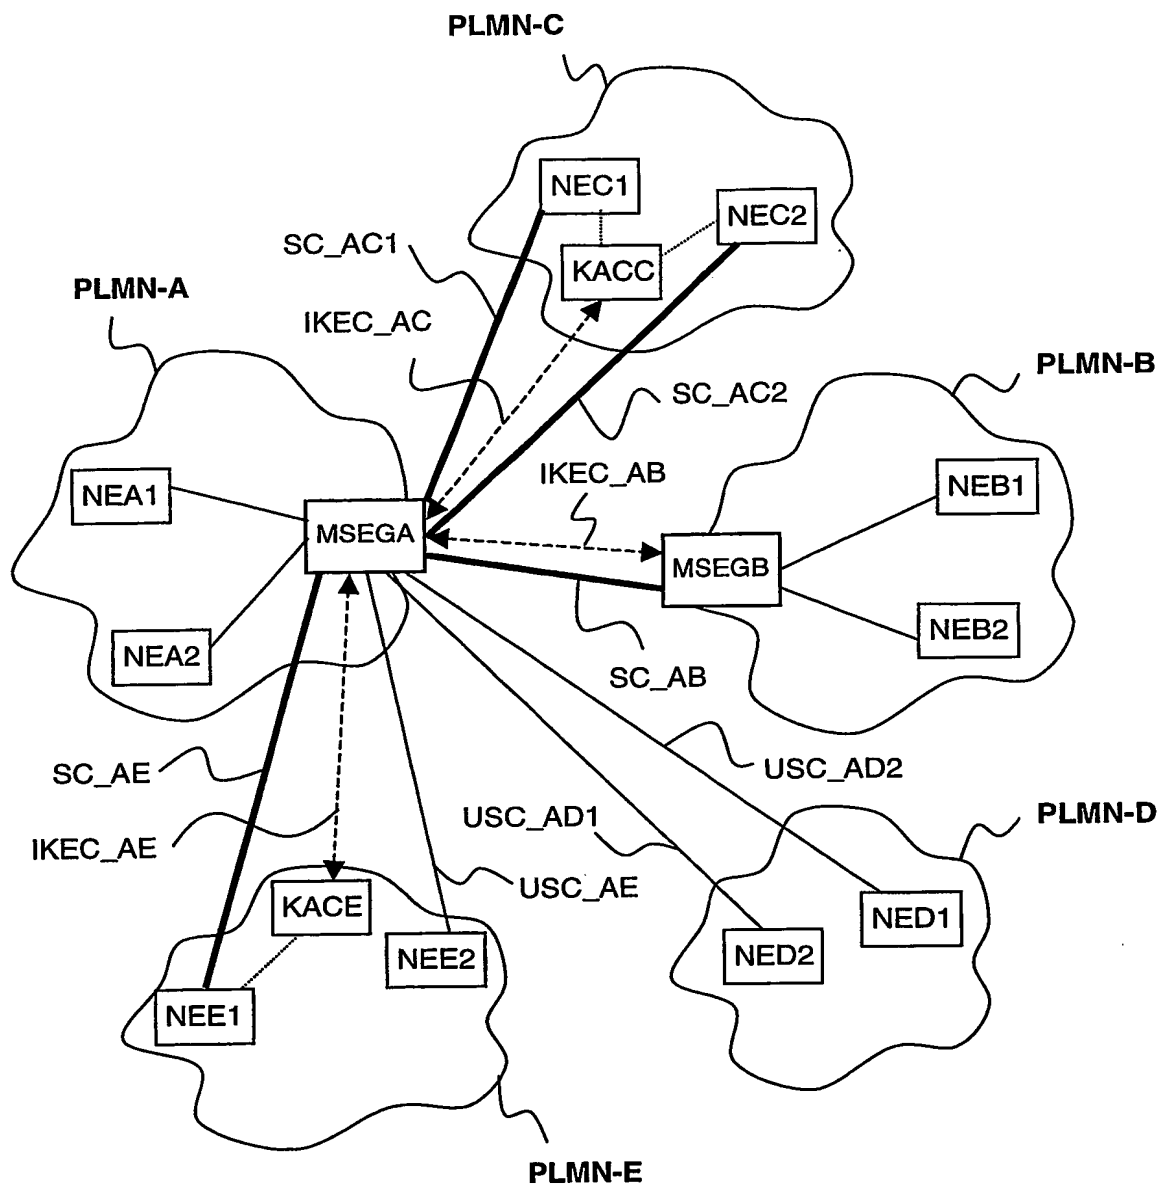 PLMN-C
NEC1
NEC2
SC_AC1
KACC
PLMN-A
IKEC_AC
PLMN-B
SC_AC2
IKEC_AB
NEA1
NEB1
MSEGA
MSEGB
NEB2
NEA2
SC_AB
SC_AE
USC_AD2
USC_AD1
PLMN-D
IKEC_AE
USC_AE
KACE
NED1
NEE2
NED2
NEE1
PLMN-E